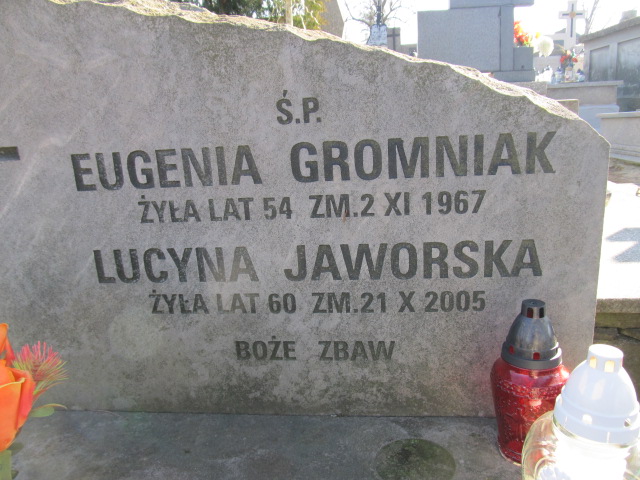 Ś.P.
EUGENIA GROMNIAK
ŻYŁA LAT 54 ZM.2 XI 1967
LUCYNA JAWORSKA
ŻYŁA LAT 60 ZM.21 X 2005
BOŻE ZBAW